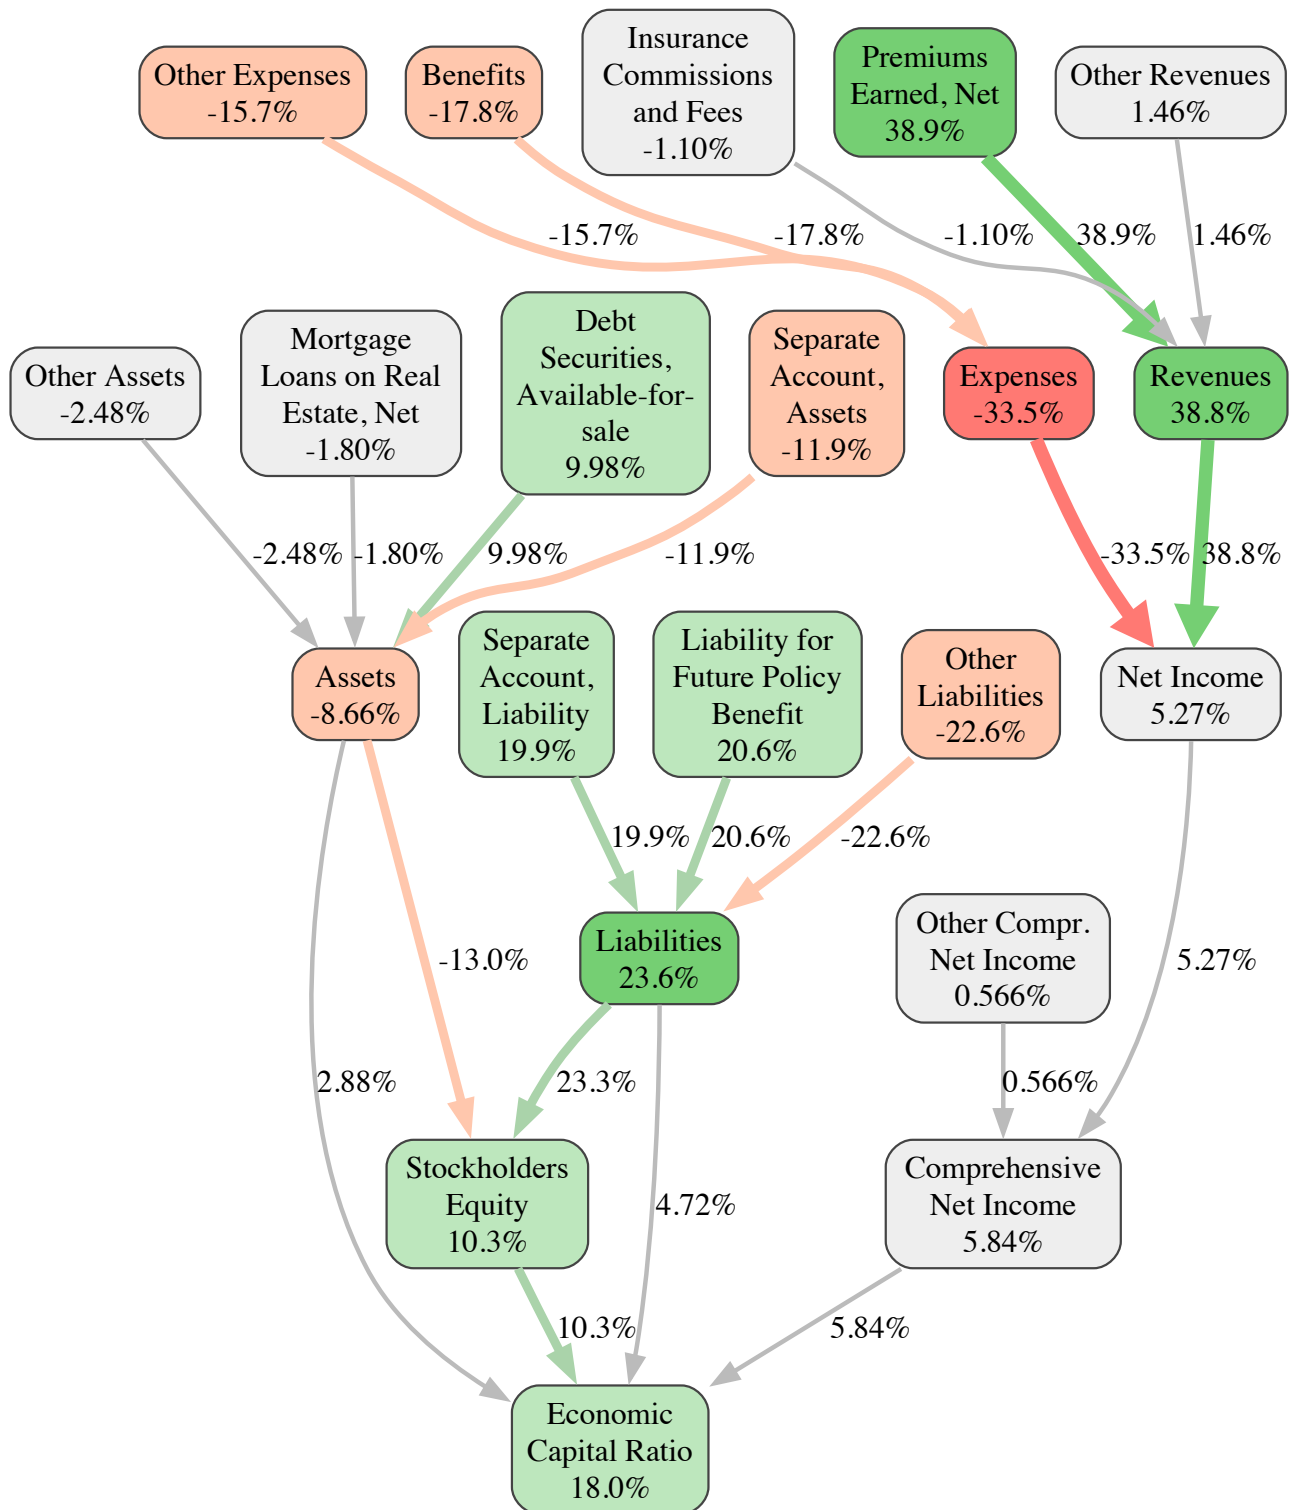 Other Expenses
-15.7%
Benefits
-17.8%
Insurance
Commissions
and Fees
-1.10%
Premiums
Earned, Net
38.9%
Other Revenues
1.46%
-15.7%
-17.8%
-1.10%
38.9%
1.46%
Other Assets
-2.48%
Mortgage
Loans on Real
Estate, Net
-1.80%
Debt
Securities,
Available-for-
sale
9.98%
Separate
Account,
Assets
-11.9%
Expenses
-33.5%
Revenues
38.8%
-2.48%
-1.80%
9.98%
-11.9%
-33.5%
38.8%
Assets
-8.66%
Separate
Account,
Liability
19.9%
Liability for
Future Policy
Benefit
20.6%
Other
Liabilities
-22.6%
Net Income
5.27%
19.9%
20.6%
-22.6%
Liabilities
23.6%
Other Compr.
Net Income
0.566%
-13.0%
5.27%
2.88%
23.3%
0.566%
Stockholders
Equity
10.3%
4.72%
Comprehensive
Net Income
5.84%
10.3%
5.84%
Economic
Capital Ratio
18.0%